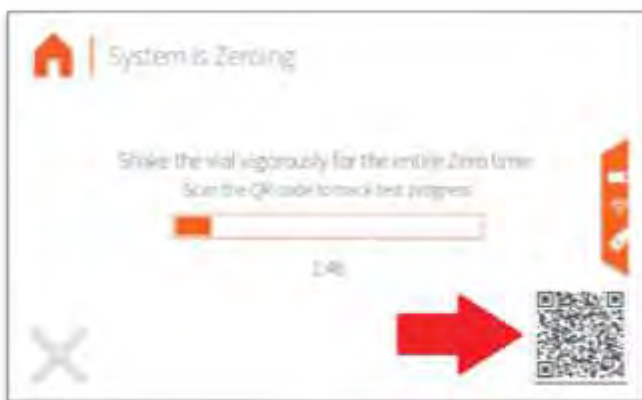 System is Zeroing
Shake the vial vigorously for the entire Zero timer
Scan the QR code to track test progress
1:46